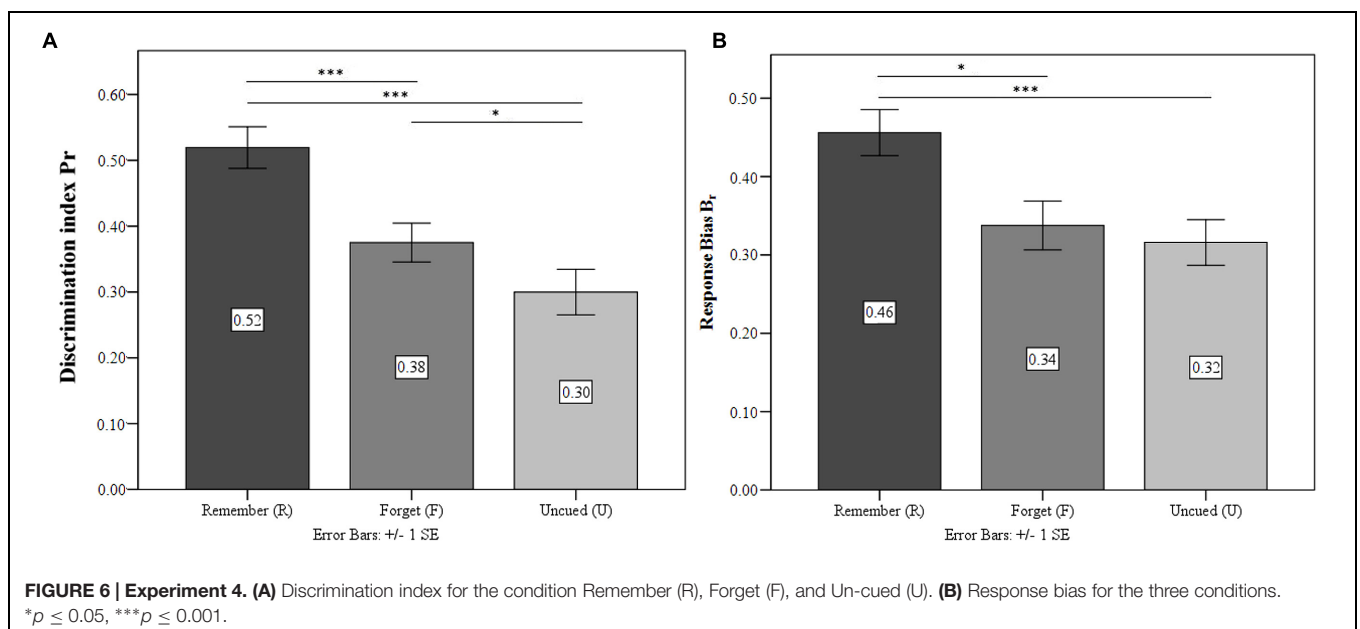 A
Discrimination index Pr
0.60
0.50
0.40
0.30
0.20
0.10
0.00
***
***
*
0.52
0.38
0.30
Remember (R) Forget (F) Uncued (U)
Error Bars: +/- 1 SE
B
Response Bias Br
0.50
0.40
0.30
0.20
0.10
0.00
*
***
0.46
0.34
0.32
Remember (R) Forget (F) Uncued (U)
Error Bars: +/- 1 SE
FIGURE 6 | Experiment 4. (A) Discrimination index for the condition Remember (R), Forget (F), and Un-cued (U). (B) Response bias for the three conditions.
*p ≤ 0.05, ***p ≤ 0.001.